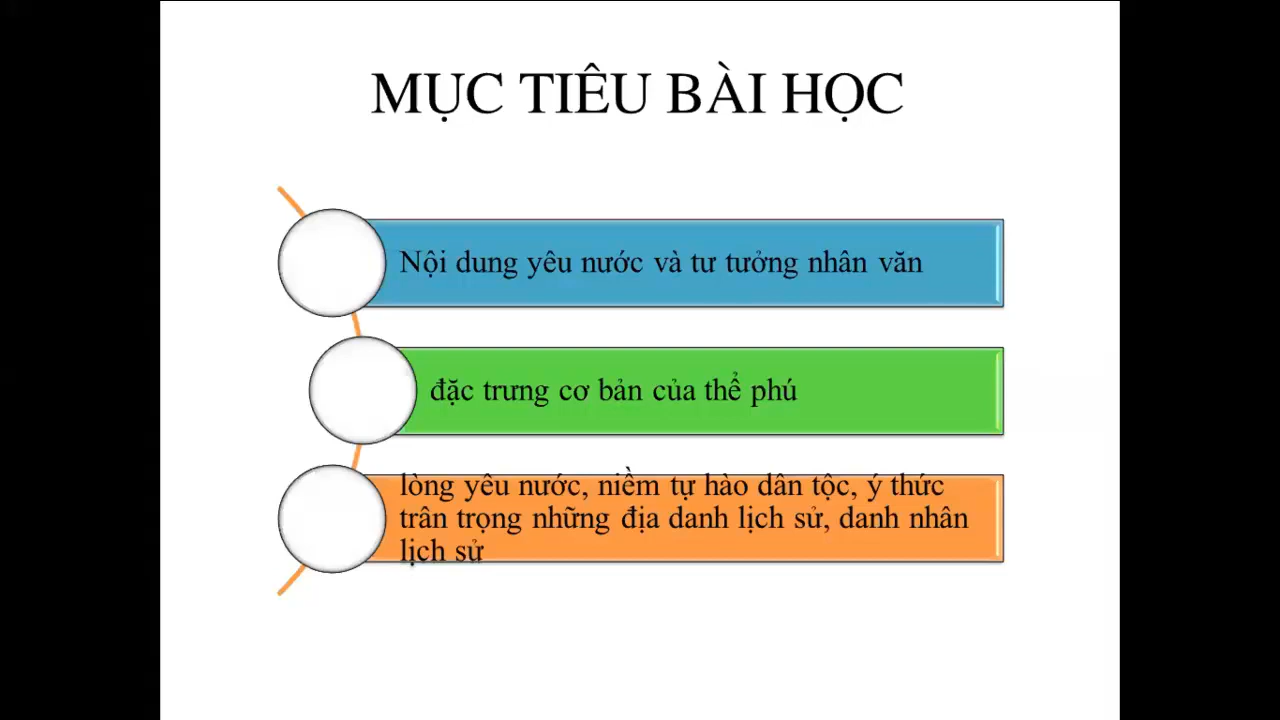 MỤC TIÊU BÀI HỌC
Nội dung yêu nước và tư tưởng nhân văn
đặc trưng cơ bản của thể phú
lòng yêu nước, niềm tự hào dân tộc, ý thức
trân trọng những địa danh lịch sử, danh nhân
lịch sử